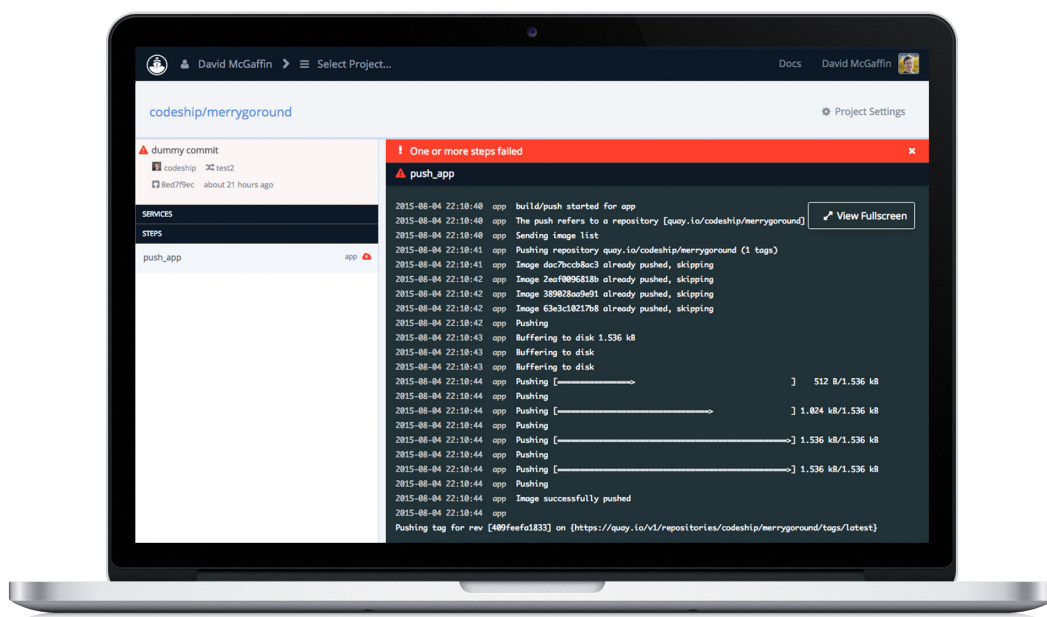 David McGaffin Select Project...
Docs David McGaffin
codeship/merrygoround
Project Settings
dummy commit
codeship test2
8ed7f9ec about 21 hours ago
SERVICES
STEPS
push_app app
! One or more steps failed
push_app
View Fullscreen
2015-08-04 22:10:40 app build/push started for app
2015-08-04 22:10:40 app The push refers to a repository [quay.io/codeship/merrygoround]
2015-08-04 22:10:40 app Sending image list
2015-08-04 22:10:41 app Pushing repository quay.io/codeship/merrygoround (1 tags)
2015-08-04 22:10:41 app Image dac7bccb8ac3 already pushed, skipping
2015-08-04 22:10:42 app Image 2eaf0096818b already pushed, skipping
2015-08-04 22:10:42 app Image 389028aa9e91 already pushed, skipping
2015-08-04 22:10:42 app Image 63e3c10217b8 already pushed, skipping
2015-08-04 22:10:42 app Pushing
2015-08-04 22:10:43 app Buffering to disk 1.536 kB
2015-08-04 22:10:43 app Buffering to disk
2015-08-04 22:10:43 app Buffering to disk
2015-08-04 22:10:44 app Pushing [================> ] 512 B/1.536 kB
2015-08-04 22:10:44 app Pushing
2015-08-04 22:10:44 app Pushing [=================================> ] 1.024 kB/1.536 kB
2015-08-04 22:10:44 app Pushing
2015-08-04 22:10:44 app Pushing [==================================================>] 1.536 kB/1.536 kB
2015-08-04 22:10:44 app Pushing
2015-08-04 22:10:44 app Pushing [==================================================>] 1.536 kB/1.536 kB
2015-08-04 22:10:44 app Pushing
2015-08-04 22:10:44 app Image successfully pushed
2015-08-04 22:10:44 app
Pushing tag for rev [409feefa1833] on {https://quay.io/v1/repositories/codeship/merrygoround/tags/latest}